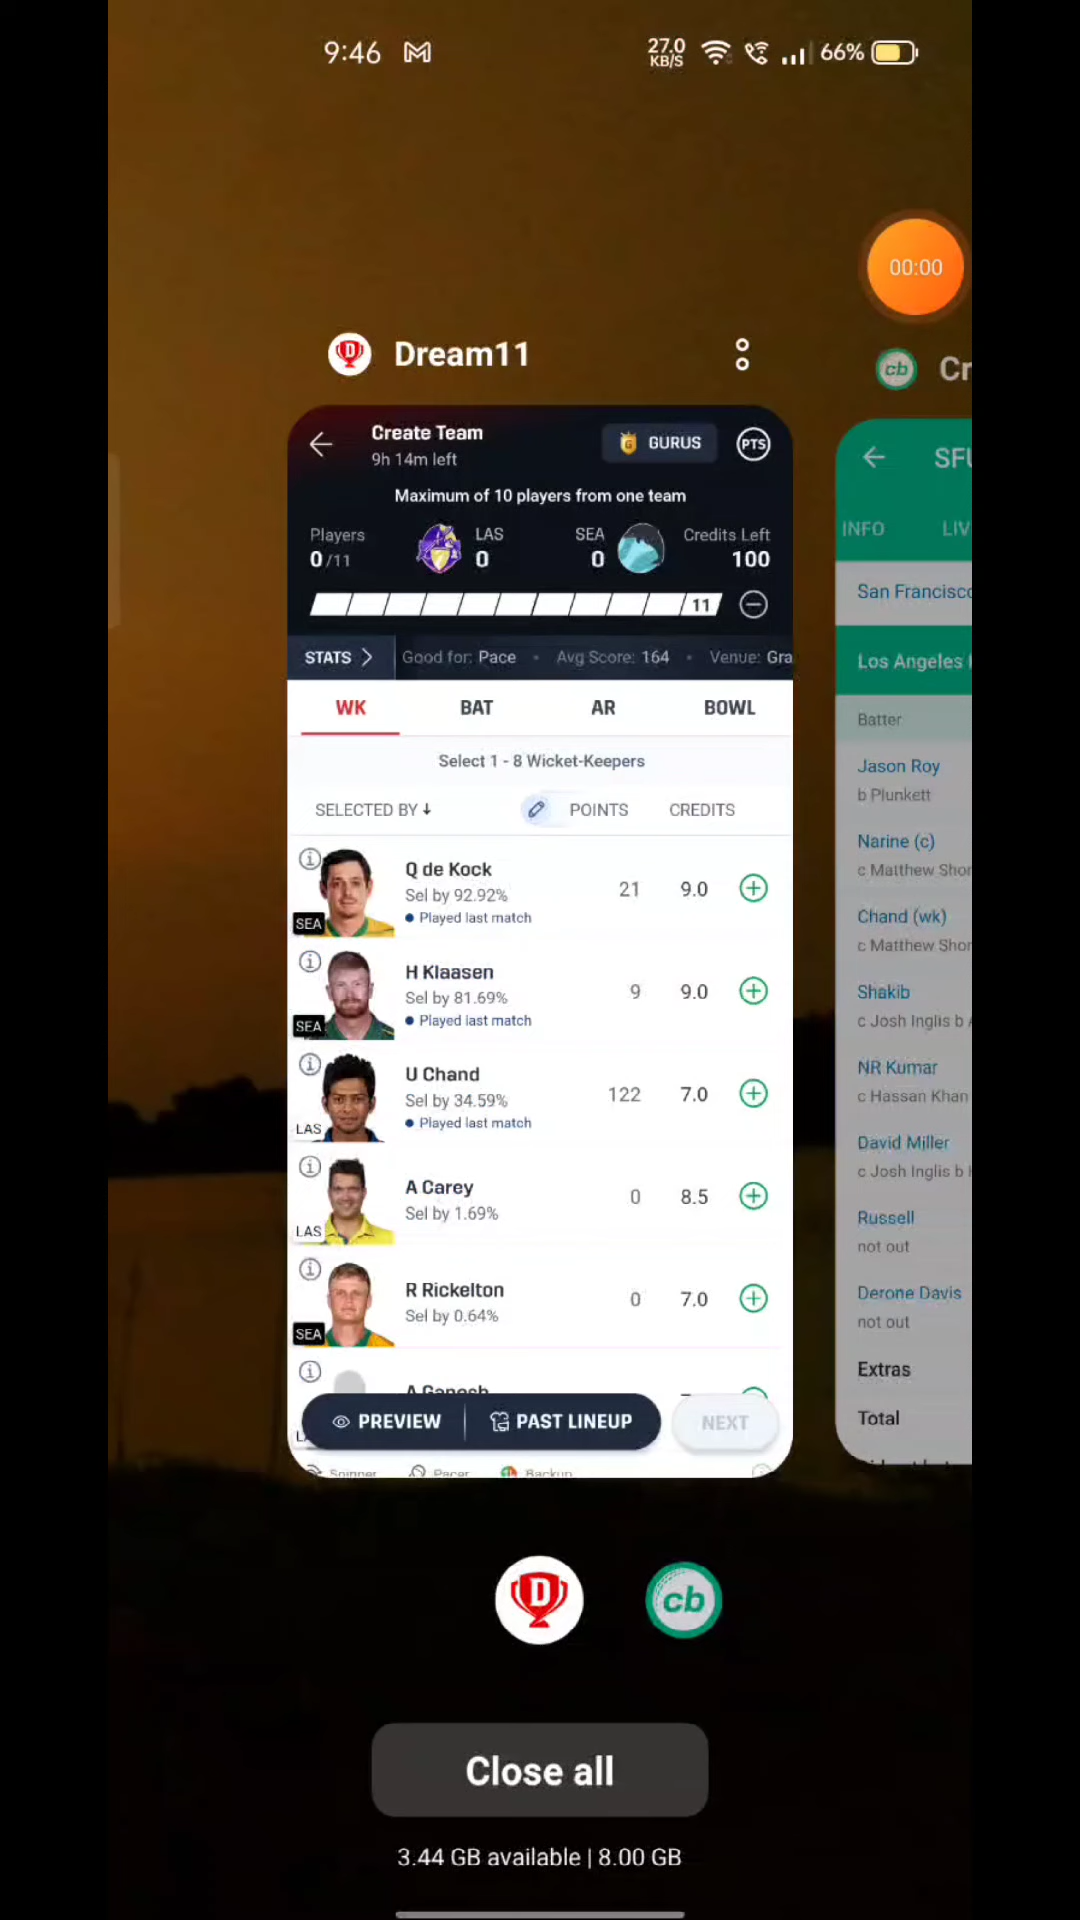 9:46
27.0 KB/S
66%
00:00
Dream11
Create Team
9h 14m left
GURUS
PTS
Maximum of 10 players from one team
Players
0/11
LAS
0
SEA
0
Credits Left
100
11
STATS
Good for: Pace
Avg Score: 164
Venue: Gra
WK
BAT
AR
BOWL
Select 1 - 8 Wicket-Keepers
SELECTED BY
POINTS
CREDITS
Q de Kock
Sel by 92.92%
Played last match
SEA
21
9.0
H Klaasen
Sel by 81.69%
Played last match
SEA
9
9.0
U Chand
Sel by 34.59%
Played last match
LAS
122
7.0
A Carey
Sel by 1.69%
LAS
0
8.5
R Rickelton
Sel by 0.64%
SEA
0
7.0
A Ganesh
PREVIEW
PAST LINEUP
NEXT
Spinner
Pacer
Backup
cb
Cr
SFU
INFO
LIV
San Francisco
Los Angeles
Batter
Jason Roy
b Plunkett
Narine (c)
c Matthew Shor
Chand (wk)
c Matthew Shor
Shakib
c Josh Inglis b
NR Kumar
c Hassan Khan
David Miller
c Josh Inglis b
Russell
not out
Derone Davis
not out
Extras
Total
D
cb
Close all
3.44 GB available | 8.00 GB